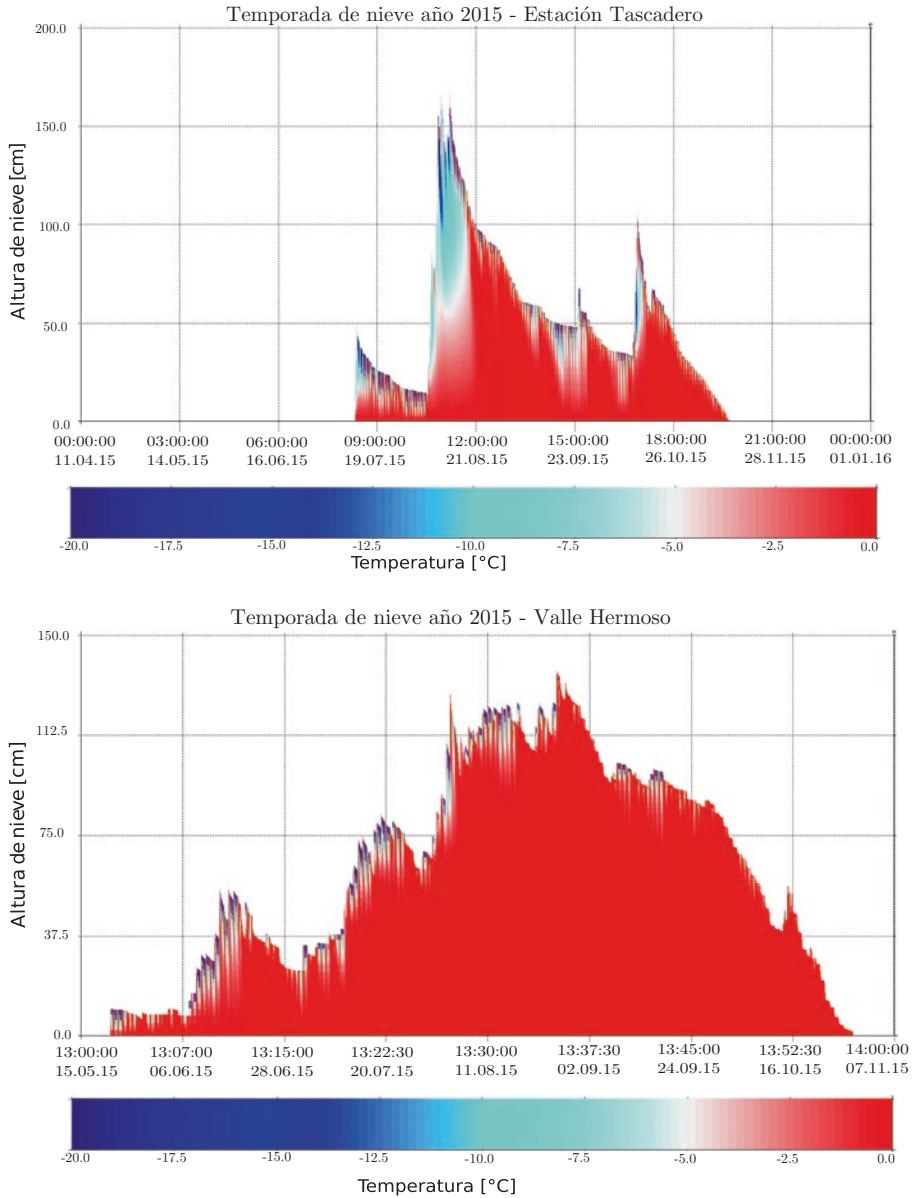 Temporada de nieve año 2015 - Estación Tascadero
200.0
150.0
100.0
50.0
0.0
Altura de nieve [cm]
00:00:00 03:00:00 06:00:00 09:00:00 12:00:00 15:00:00 18:00:00 21:00:00 00:00:00
11.04.15 14.05.15 16.06.15 19.07.15 21.08.15 23.09.15 26.10.15 28.11.15 01.01.16
-20.0 -17.5 -15.0 -12.5 -10.0 -7.5 -5.0 -2.5 0.0
Temperatura [°C]
Temporada de nieve año 2015 - Valle Hermoso
150.0
112.5
75.0
37.5
0.0
Altura de nieve [cm]
13:00:00 13:07:00 13:15:00 13:22:30 13:30:00 13:37:30 13:45:00 13:52:30 14:00:00
15.05.15 06.06.15 28.06.15 20.07.15 11.08.15 02.09.15 24.09.15 16.10.15 07.11.15
-20.0 -17.5 -15.0 -12.5 -10.0 -7.5 -5.0 -2.5 0.0
Temperatura [°C]